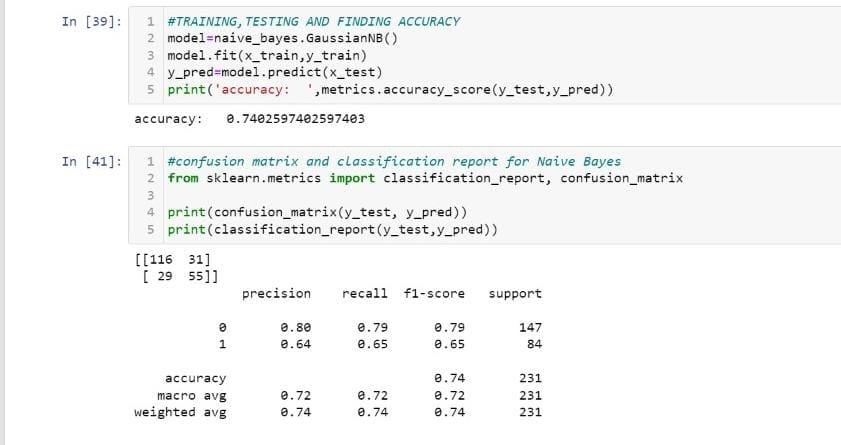 In [39]: 1 #TRAINING,TESTING AND FINDING ACCURACY
2 model=naive_bayes.GaussianNB()
3 model.fit(x_train,y_train)
4 y_pred=model.predict(x_test)
5 print('accuracy:  ',metrics.accuracy_score(y_test,y_pred))
accuracy:   0.7402597402597403
In [41]: 1 #confusion matrix and classification report for Naive Bayes
2 from sklearn.metrics import classification_report, confusion_matrix
3
4 print(confusion_matrix(y_test, y_pred))
5 print(classification_report(y_test,y_pred))
[[116  31]
 [ 29  55]]
precision    recall  f1-score   support
0       0.80      0.79      0.79       147
1       0.64      0.65      0.65        84
accuracy                           0.74       231
macro avg       0.72      0.72      0.72       231
weighted avg       0.74      0.74      0.74       231